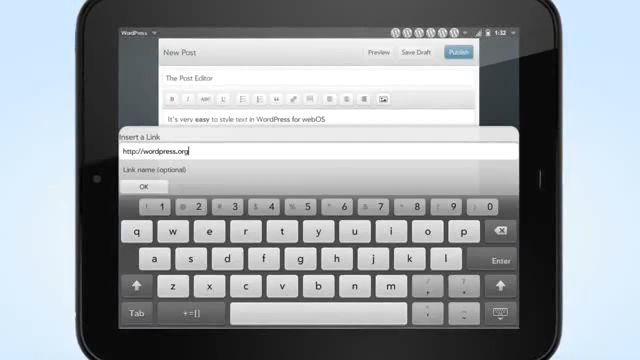 WordPress 1:32
New Post Preview Save Draft Publish
The Post Editor
B I ABC U
It's very easy to style text in WordPress for webOS
Insert a Link
http://wordpress.org
Link name (optional)
OK
! 1 @ 2 # 3 $ 4 % 5 6 & 7 * 8 ( 9 ) 0
q w e r t y u i o p
a s d f g h j k l Enter
z x c v b n m / ?
Tab +=[] , .